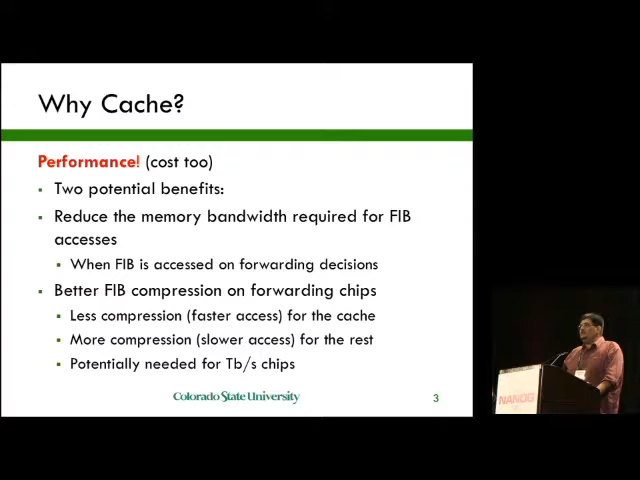 Why Cache?
Performance! (cost too)
▪ Two potential benefits:
▪ Reduce the memory bandwidth required for FIB
accesses
▪ When FIB is accessed on forwarding decisions
▪ Better FIB compression on forwarding chips
▪ Less compression (faster access) for the cache
▪ More compression (slower access) for the rest
▪ Potentially needed for Tb/s chips
Colorado State University
3
NANOG